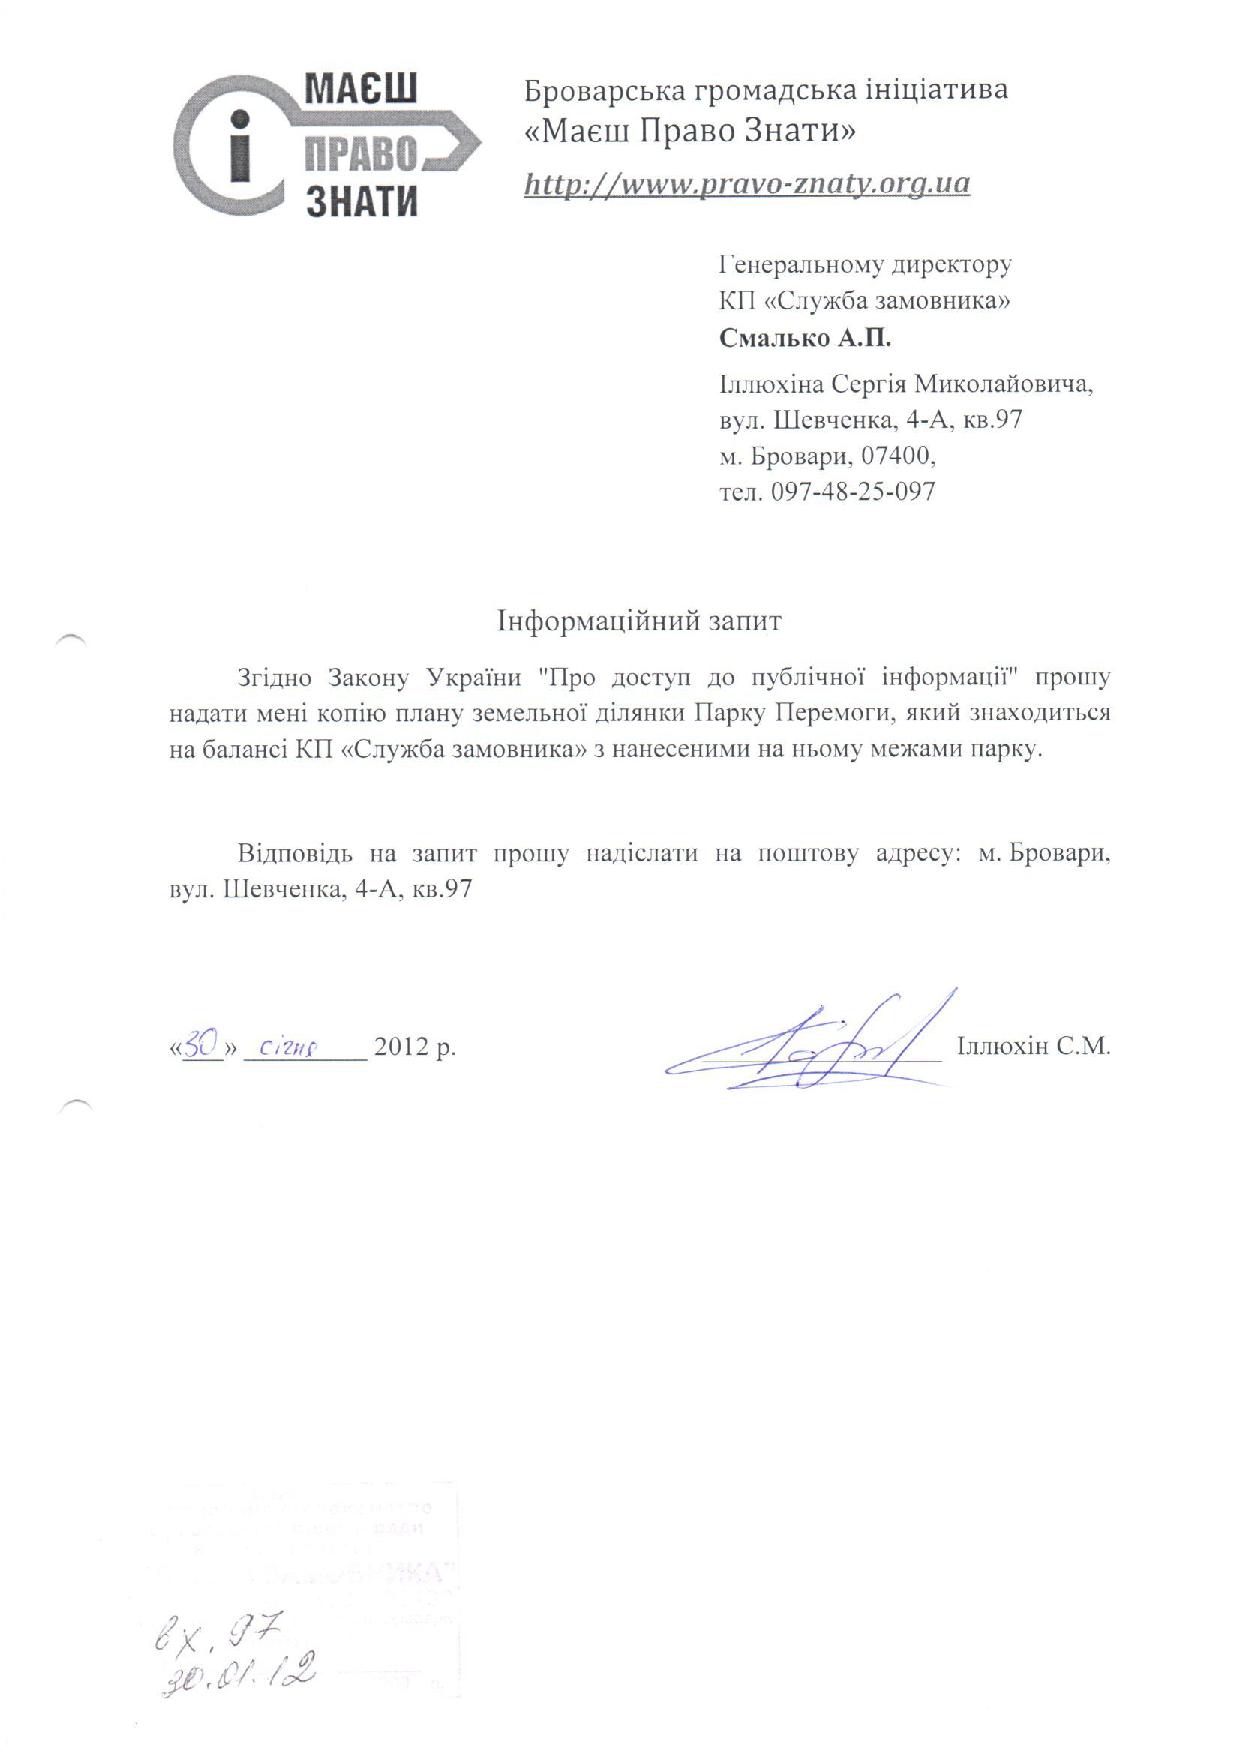 МАЄШ
ПРАВО
ЗНАТИ
і
Броварська громадська ініціатива
«Маєш Право Знати»
http://www.pravo-znaty.org.ua
Генеральному директору
КП «Служба замовника»
Смалько А.П.
Іллюхіна Сергія Миколайовича,
вул. Шевченка, 4-А, кв.97
м. Бровари, 07400,
тел. 097-48-25-097
Інформаційний запит
Згідно Закону України "Про доступ до публічної інформації" прошу
надати мені копію плану земельної ділянки Парку Перемоги, який знаходиться
на балансі КП «Служба замовника» з нанесеними на ньому межами парку.
Відповідь на запит прошу надіслати на поштову адресу: м. Бровари,
вул. Шевченка, 4-А, кв.97
«30» січня 2012 р.
Іллюхін С.М.
вх. 97
30.01.12